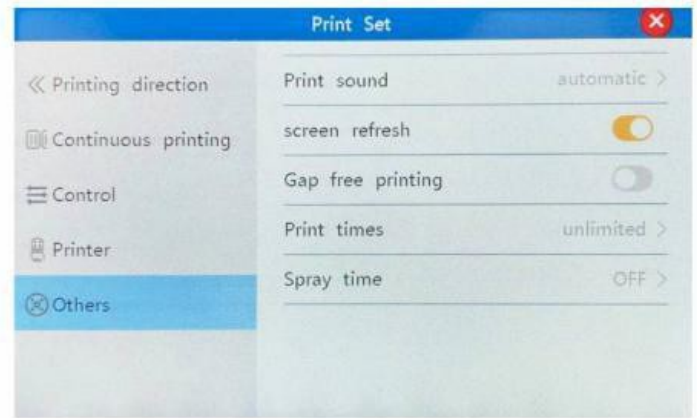 Print Set
Printing direction
Continuous printing
Control
Printer
Others
Print sound automatic
screen refresh
Gap free printing
Print times unlimited
Spray time OFF